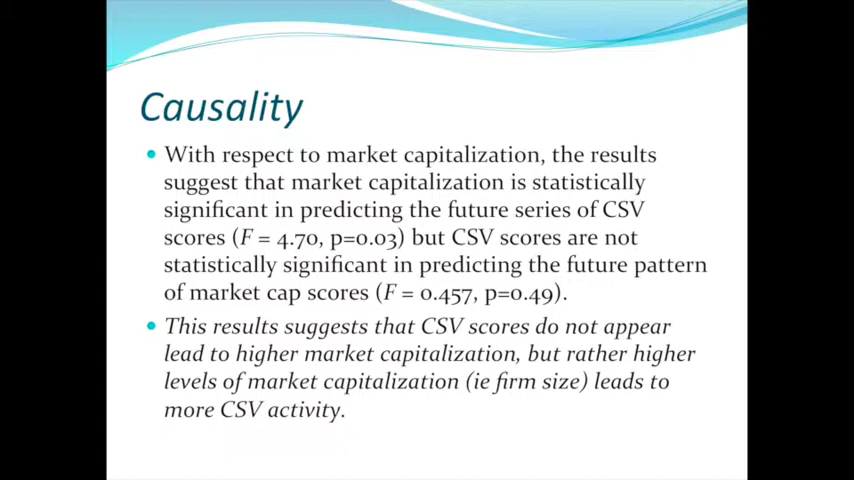 Causality
With respect to market capitalization, the results
suggest that market capitalization is statistically
significant in predicting the future series of CSV
scores (F = 4.70, p=0.03) but CSV scores are not
statistically significant in predicting the future pattern
of market cap scores (F = 0.457, p=0.49).
This results suggests that CSV scores do not appear
lead to higher market capitalization, but rather higher
levels of market capitalization (ie firm size) leads to
more CSV activity.